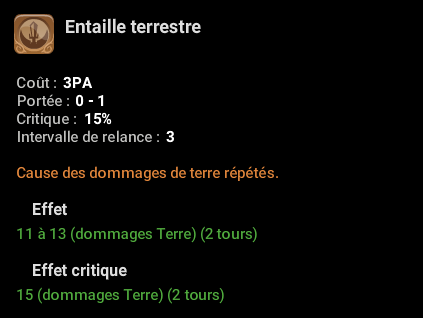 Entaille terrestre
Coût : 3PA
Portée : 0 - 1
Critique : 15%
Intervalle de relance : 3
Cause des dommages de terre répétés.
Effet
11 à 13 (dommages Terre) (2 tours)
Effet critique
15 (dommages Terre) (2 tours)